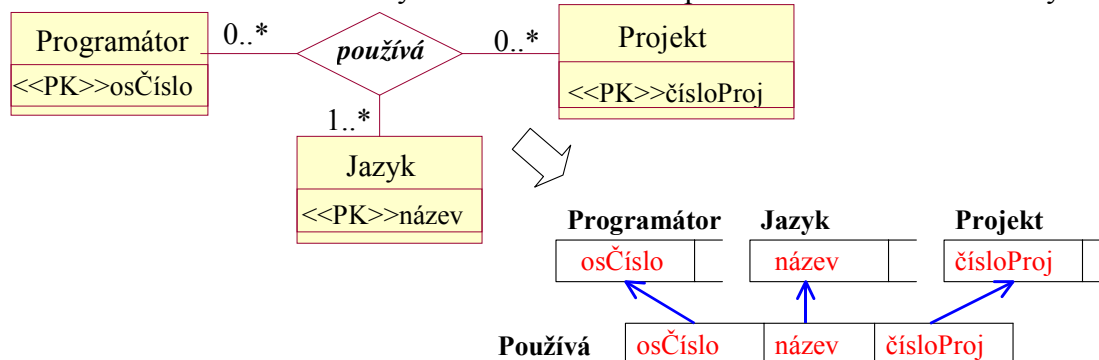 Programátor
<<PK>>osČíslo
0..*
používá
0..*
Projekt
<<PK>>čísloProj
1..*
Jazyk
<<PK>>název
Programátor Jazyk Projekt
osČíslo název čísloProj
Používá osČíslo název čísloProj